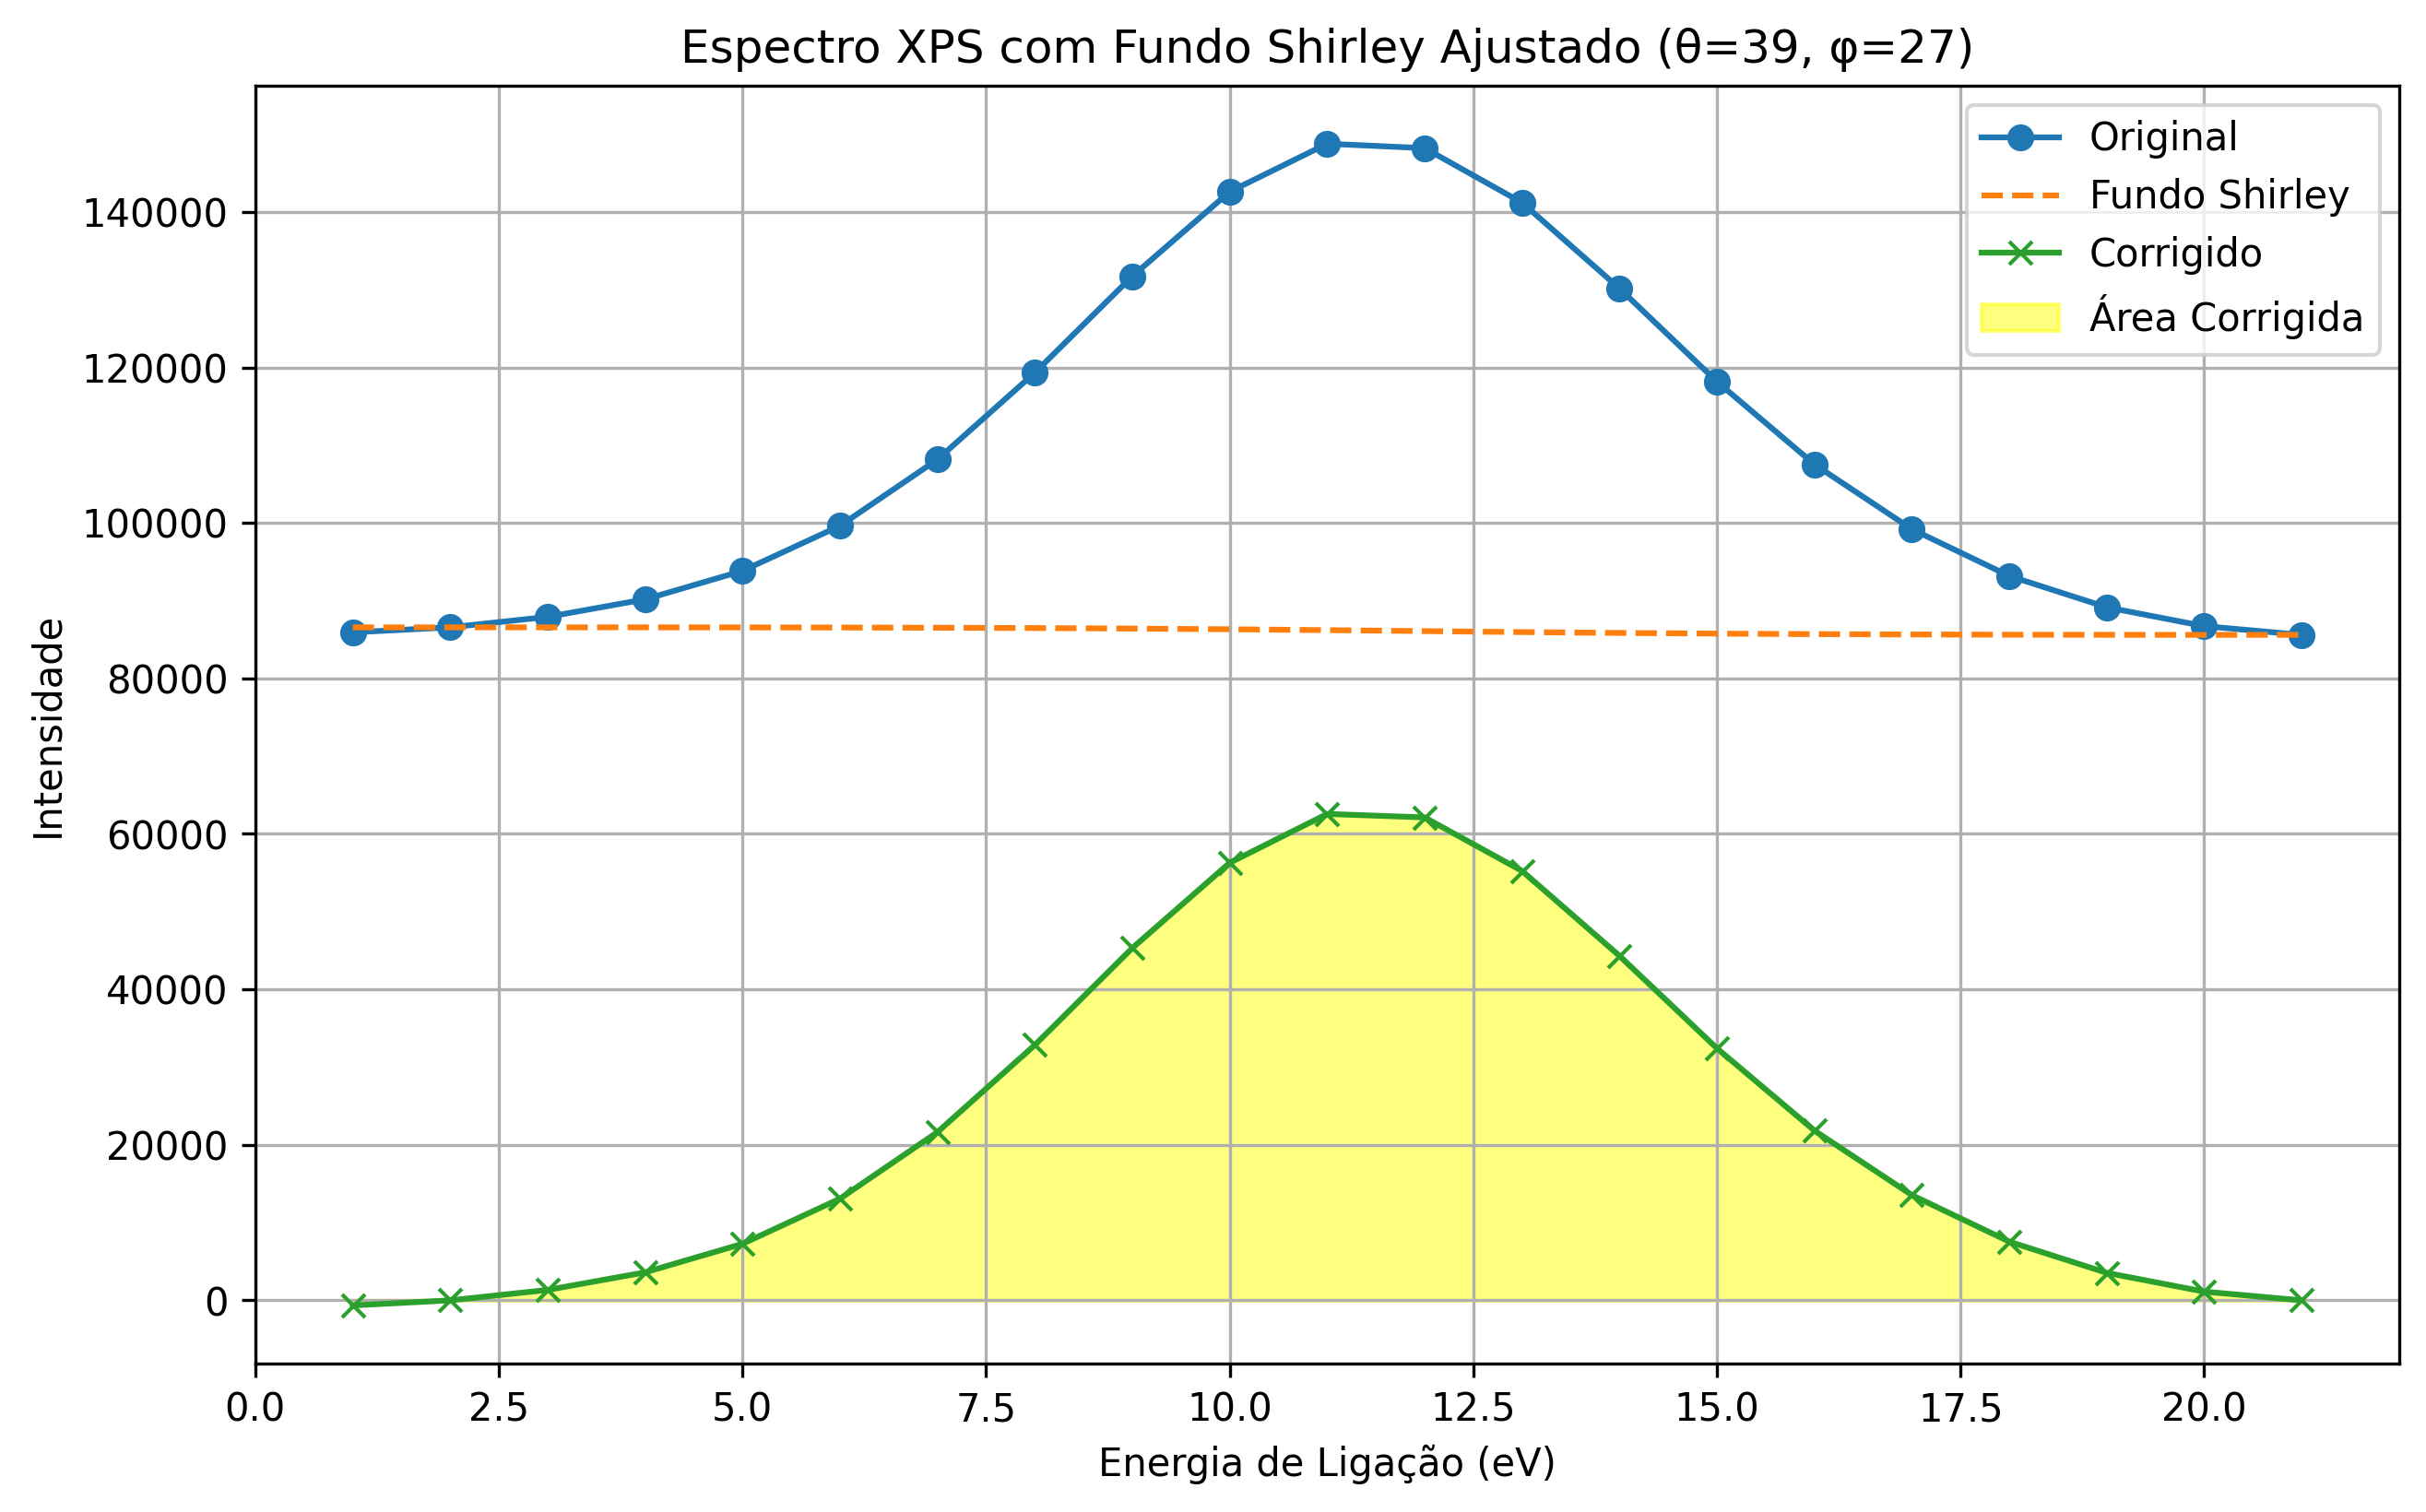 Espectro XPS com Fundo Shirley Ajustado (θ=39, φ=27)
Original
Fundo Shirley
Corrigido
Área Corrigida
Intensidade
140000
120000
100000
80000
60000
40000
20000
0
0.0 2.5 5.0 7.5 10.0 12.5 15.0 17.5 20.0
Energia de Ligação (eV)